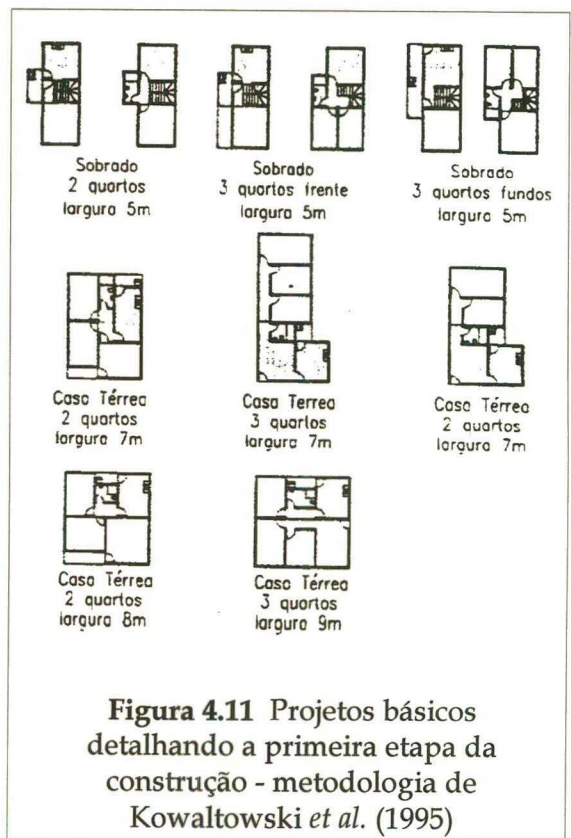 Sobrado
2 quartos
largura 5m
Sobrado
3 quartos frente
largura 5m
Sobrado
3 quartos fundos
largura 5m
Casa Térrea
2 quartos
largura 7m
Casa Terrea
3 quartos
largura 7m
Casa Térrea
2 quartos
largura 7m
Casa Térrea
2 quartos
largura 8m
Casa Térrea
3 quartos
largura 9m
Figura 4.11 Projetos básicos
detalhando a primeira etapa da
construção - metodologia de
Kowaltowski et al. (1995)